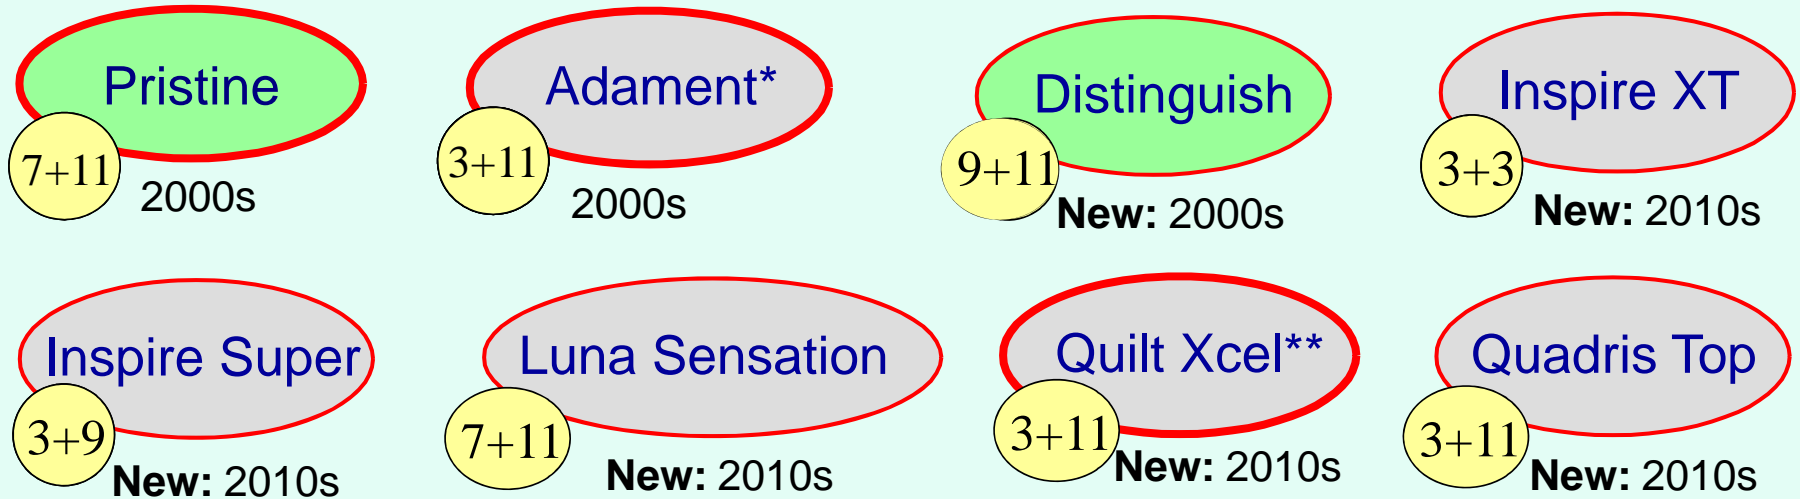 Pristine
7+11
2000s
Adament*
3+11
2000s
Distinguish
9+11
New: 2000s
Inspire XT
3+3
New: 2010s
Inspire Super
3+9
New: 2010s
Luna Sensation
7+11
New: 2010s
Quilt Xcel**
3+11
New: 2010s
Quadris Top
3+11
New: 2010s